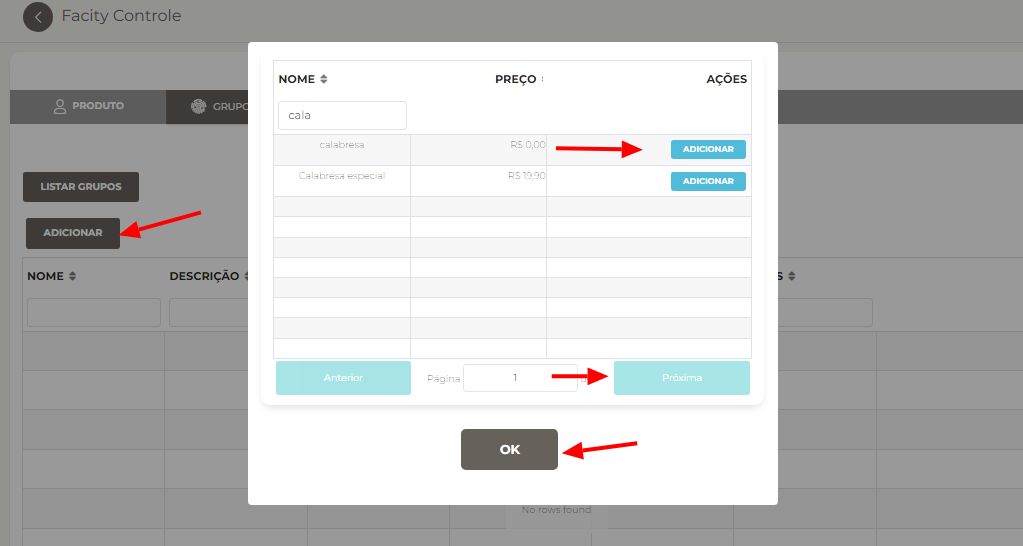 Facity Controle
NOME PREÇO AÇÕES
PRODUTO GRUPO
cala
calabresa R$ 0,00 ADICIONAR
Calabresa especial R$ 19,90 ADICIONAR
LISTAR GRUPOS
ADICIONAR
NOME DESCRIÇÃO S
Anterior Página 1 Próxima
OK
No rows found